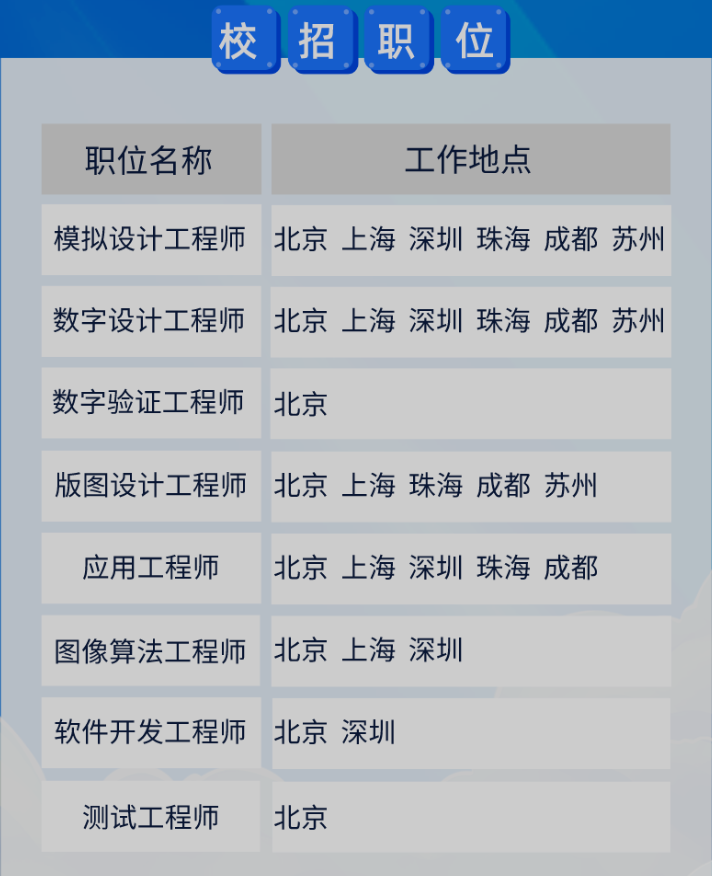 校招职位
职位名称 工作地点
模拟设计工程师 北京 上海 深圳 珠海 成都 苏州
数字设计工程师 北京 上海 深圳 珠海 成都 苏州
数字验证工程师 北京
版图设计工程师 北京 上海 珠海 成都 苏州
应用工程师 北京 上海 深圳 珠海 成都
图像算法工程师 北京 上海 深圳
软件开发工程师 北京 深圳
测试工程师 北京